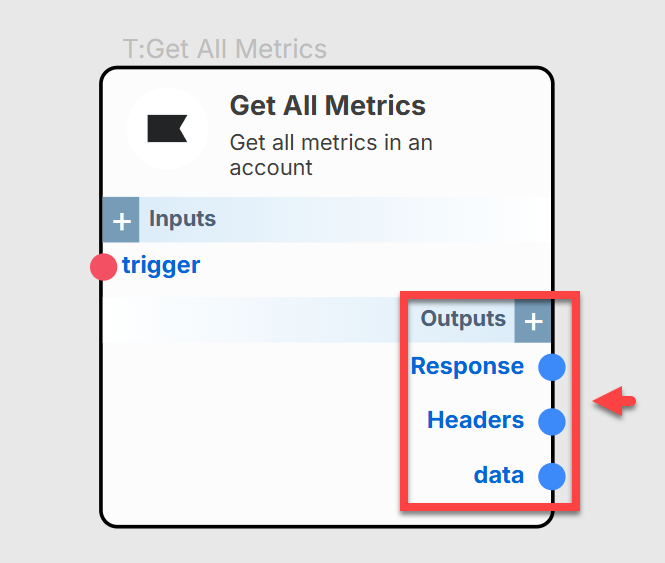 T:Get All Metrics
Get All Metrics
Get all metrics in an
account
+ Inputs
trigger
Outputs +
Response
Headers
data